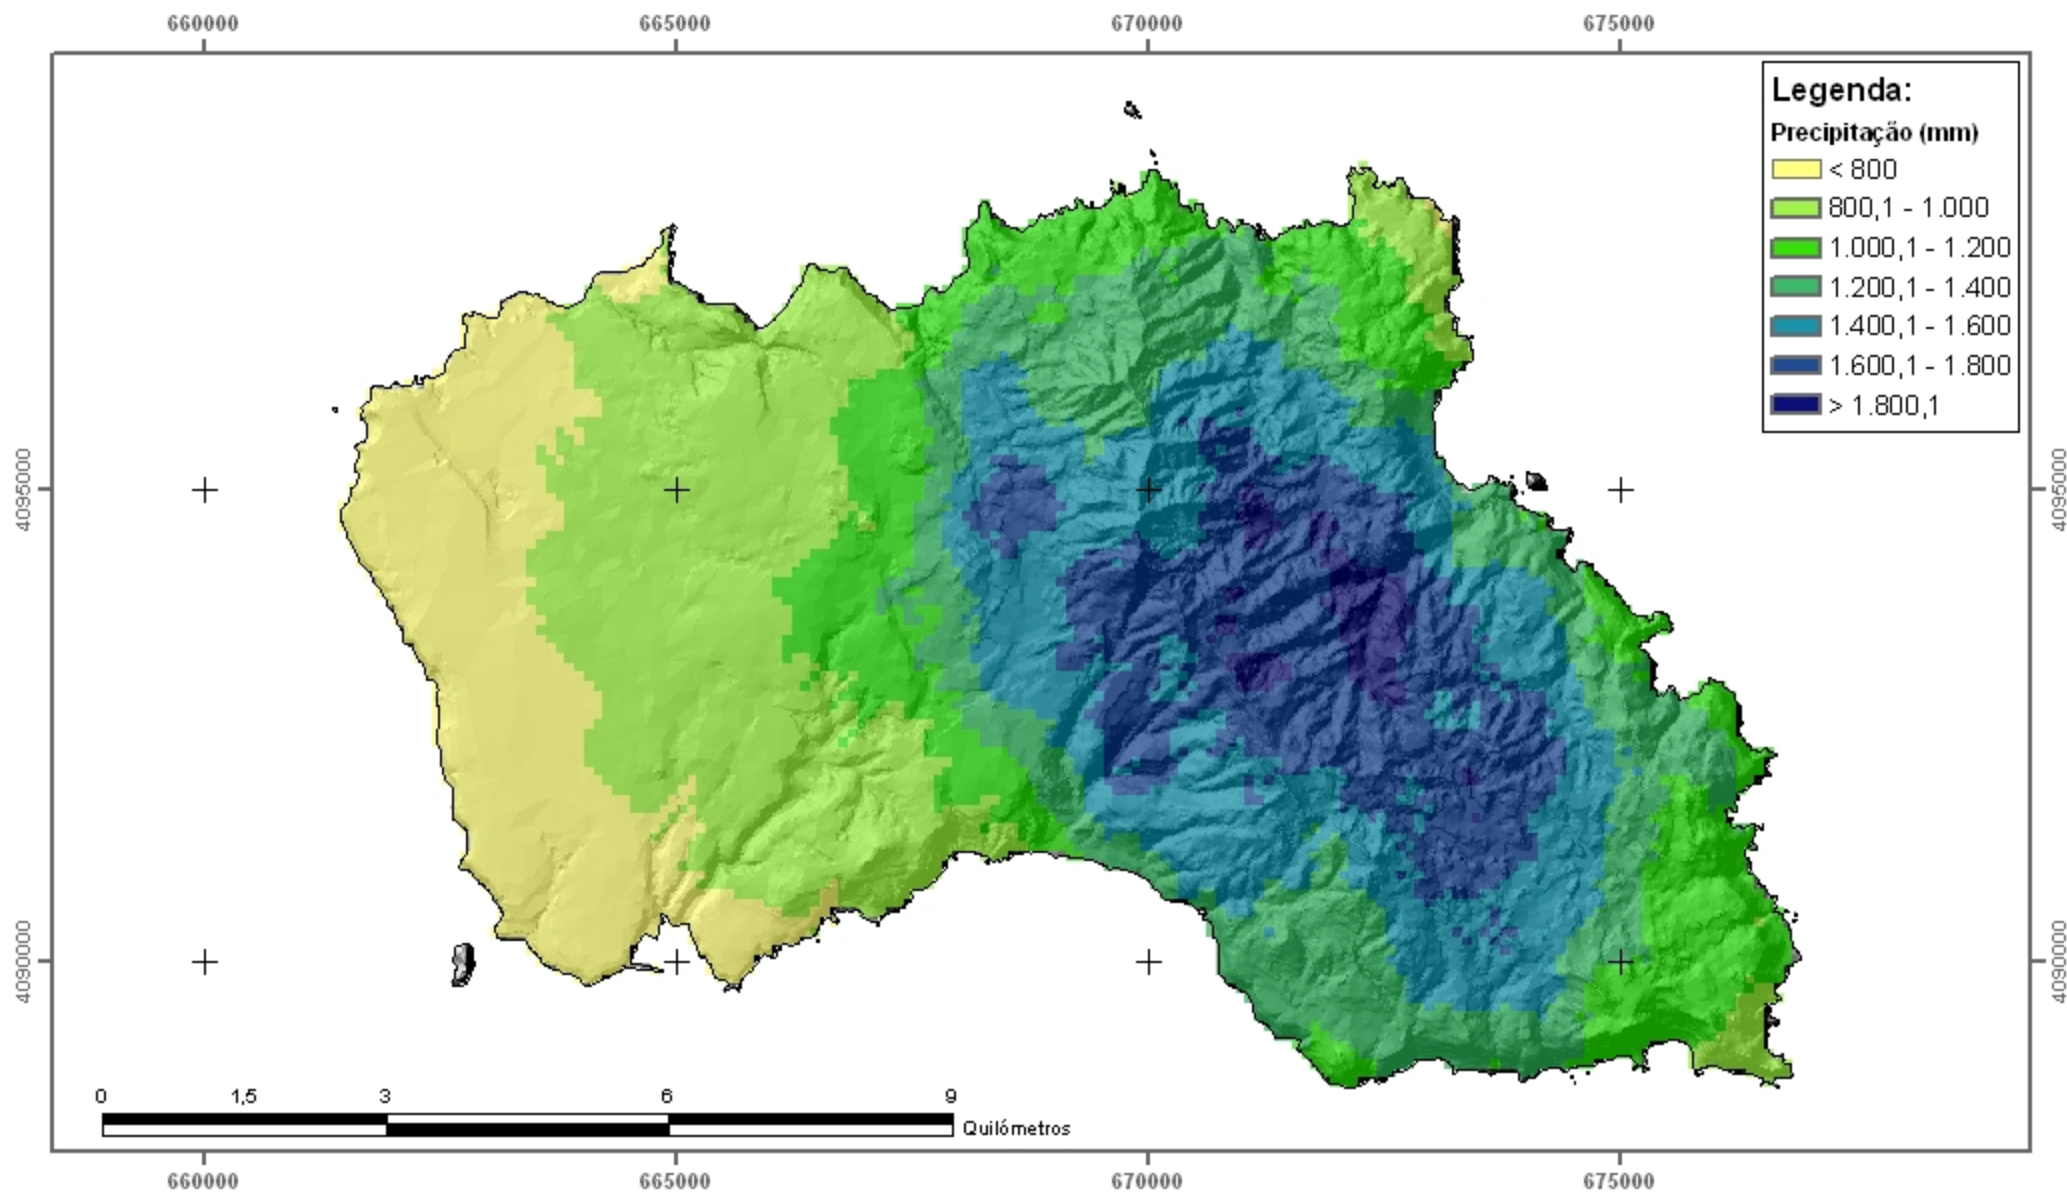 660000 665000 670000 675000
Legenda:
Precipitação (mm)
< 800
800,1 - 1.000
1.000,1 - 1.200
1.200,1 - 1.400
1.400,1 - 1.600
1.600,1 - 1.800
> 1.800,1
4095000 4095000
4090000 4090000
0 1,5 3 6 9
Quilómetros
660000 665000 670000 675000